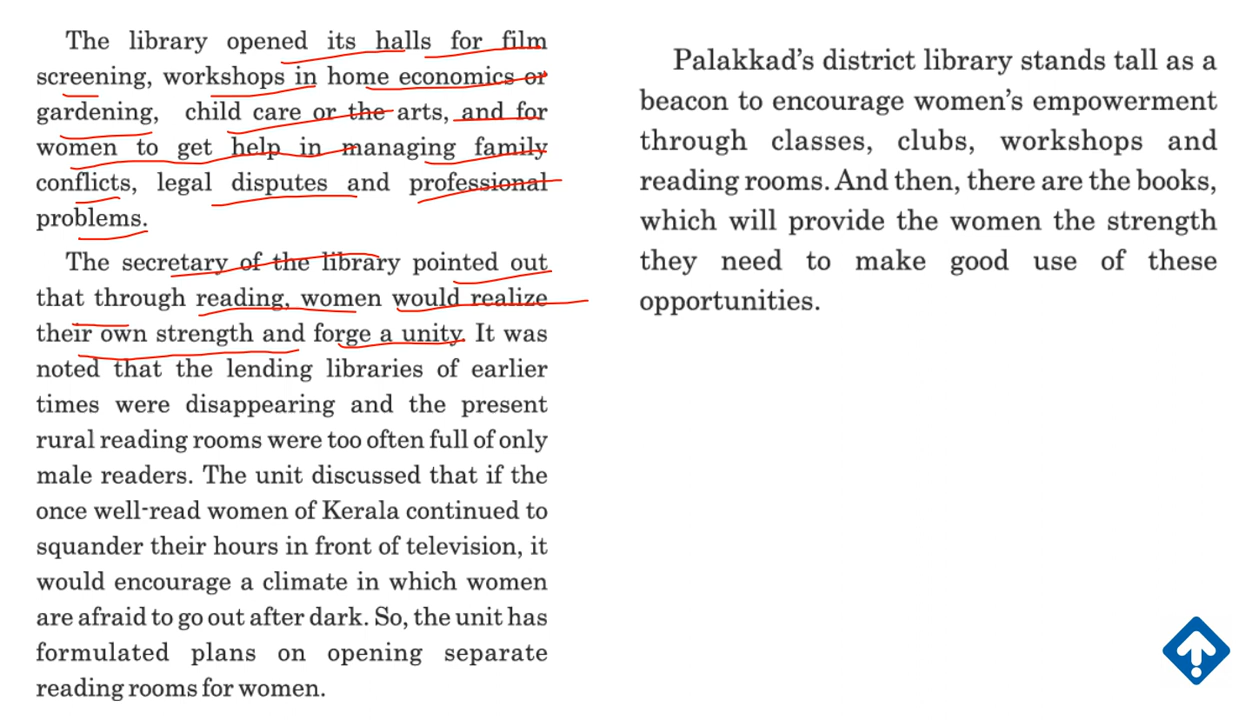 The library opened its halls for film
screening, workshops in home economics or
gardening, child care or the arts, and for
women to get help in managing family
conflicts, legal disputes and professional
problems.
The secretary of the library pointed out
that through reading, women would realize
their own strength and forge a unity. It was
noted that the lending libraries of earlier
times were disappearing and the present
rural reading rooms were too often full of only
male readers. The unit discussed that if the
once well-read women of Kerala continued to
squander their hours in front of television, it
would encourage a climate in which women
are afraid to go out after dark. So, the unit has
formulated plans on opening separate
reading rooms for women.
Palakkad’s district library stands tall as a
beacon to encourage women’s empowerment
through classes, clubs, workshops and
reading rooms. And then, there are the books,
which will provide the women the strength
they need to make good use of these
opportunities.